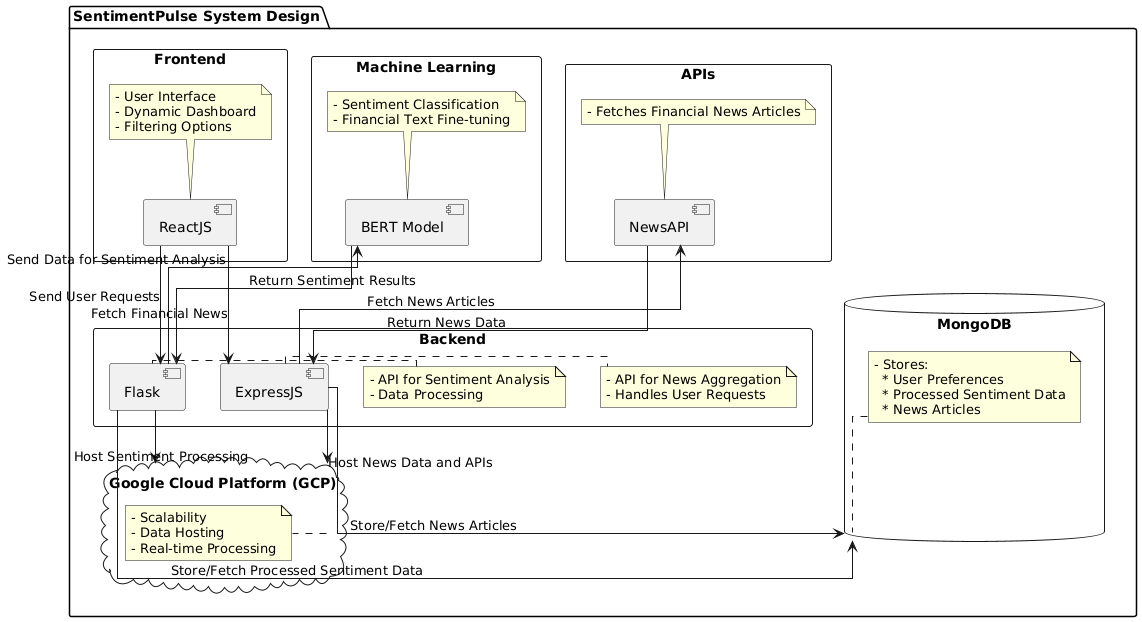 SentimentPulse System Design
Frontend
- User Interface
- Dynamic Dashboard
- Filtering Options
ReactJS
Machine Learning
- Sentiment Classification
- Financial Text Fine-tuning
BERT Model
APIs
- Fetches Financial News Articles
NewsAPI
Send Data for Sentiment Analysis
Return Sentiment Results
Send User Requests
Fetch News Articles
Fetch Financial News
Return News Data
Backend
Flask
ExpressJS
- API for Sentiment Analysis
- Data Processing
- API for News Aggregation
- Handles User Requests
MongoDB
- Stores:
* User Preferences
* Processed Sentiment Data
* News Articles
Host Sentiment Processing
Host News Data and APIs
Google Cloud Platform (GCP)
- Scalability
- Data Hosting
- Real-time Processing
Store/Fetch News Articles
Store/Fetch Processed Sentiment Data